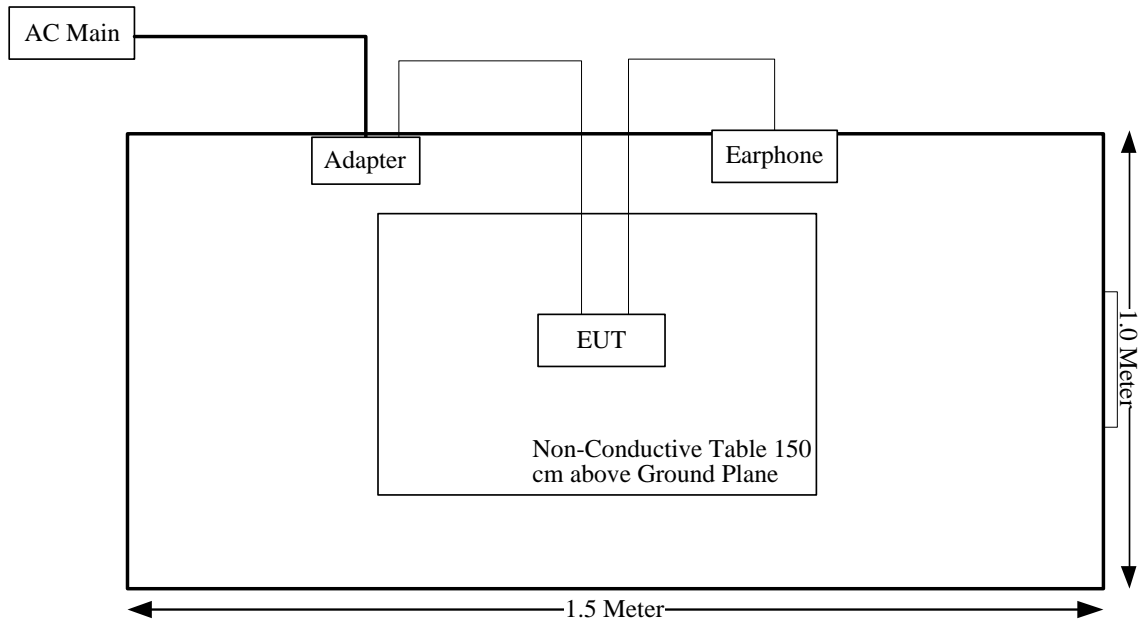 AC Main
Adapter
Earphone
EUT
1.0 Meter
Non-Conductive Table 150
cm above Ground Plane
1.5 Meter